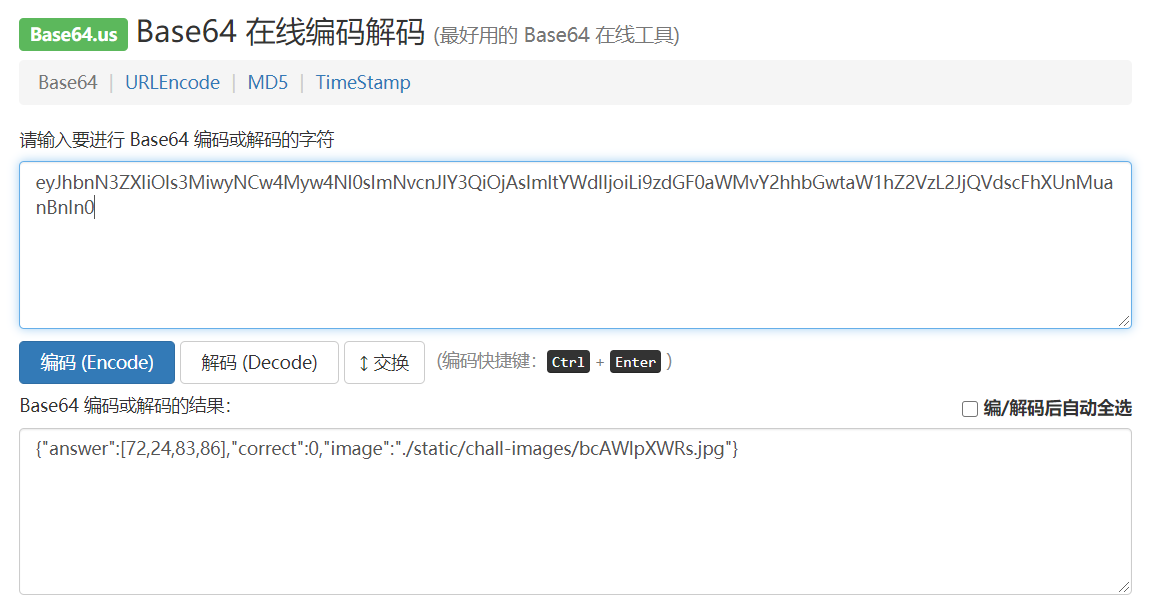 Base64.us Base64 在线编码解码 (最好用的 Base64 在线工具)
Base64 | URLEncode | MD5 | TimeStamp
请输入要进行 Base64 编码或解码的字符
eyJhbnN3ZXIiOls3MiwyNCw4Myw4Nl0sImNvcnJlY3QiOjAsImltYWdlIjoiLi9zdGF0aWMvY2hhbGwtaW1hZ2VzL2JjQVdscFhXUnMua
nBnIn0
编码 (Encode) 解码 (Decode) ↕ 交换 (编码快捷键: Ctrl + Enter )
Base64 编码或解码的结果: 编/解码后自动全选
{"answer":[72,24,83,86],"correct":0,"image":"./static/chall-images/bcAWlpXWRs.jpg"}